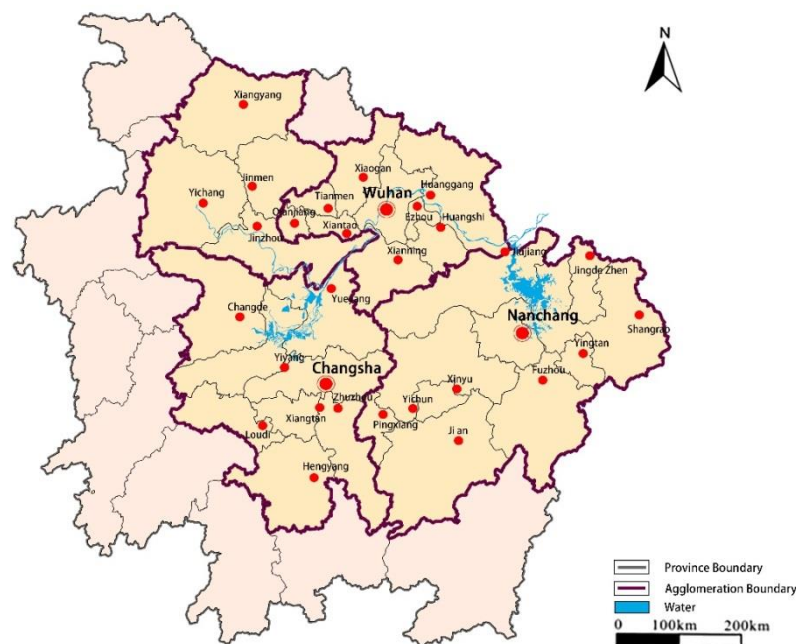 N
Xiangyang
Xiaogan
Jinmen
Huanggang
Yichang
Tianmen
Wuhan
Ezhou
Qianjiang
Huangshi
Jinzhou
Xiantao
Xianning
Jiujiang
Jingde Zhen
Yueyang
Changde
Nanchang
Shangrao
Yingtan
Yiyang
Changsha
Fuzhou
Xinyu
Zhuzhou
Yichun
Xiangtan
Pingxiang
Loudi
Ji an
Hengyang
Province Boundary
Agglomeration Boundary
Water
0 100km 200km